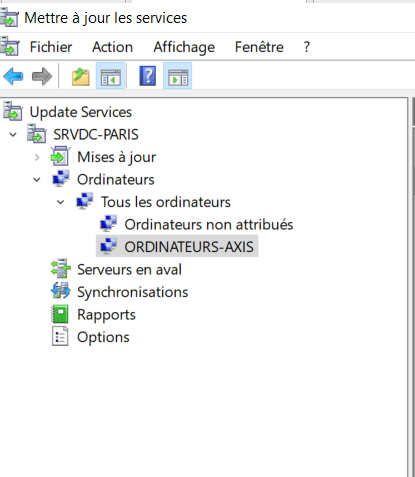 Mettre à jour les services
Fichier Action Affichage Fenêtre ?
Update Services
SRVDC-PARIS
Mises à jour
Ordinateurs
Tous les ordinateurs
Ordinateurs non attribués
ORDINATEURS-AXIS
Serveurs en aval
Synchronisations
Rapports
Options